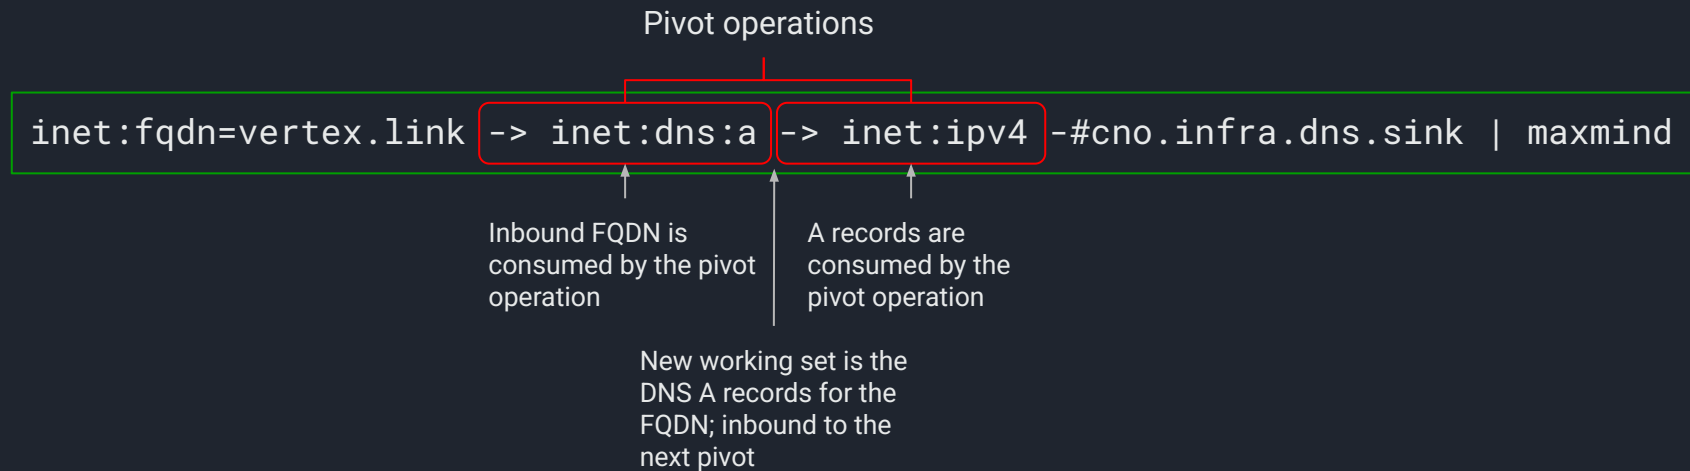 Pivot operations
inet:fqdn=vertex.link -> inet:dns:a -> inet:ipv4 -#cno.infra.dns.sink | maxmind
Inbound FQDN is
consumed by the pivot
operation
A records are
consumed by the
pivot operation
New working set is the
DNS A records for the
FQDN; inbound to the
next pivot